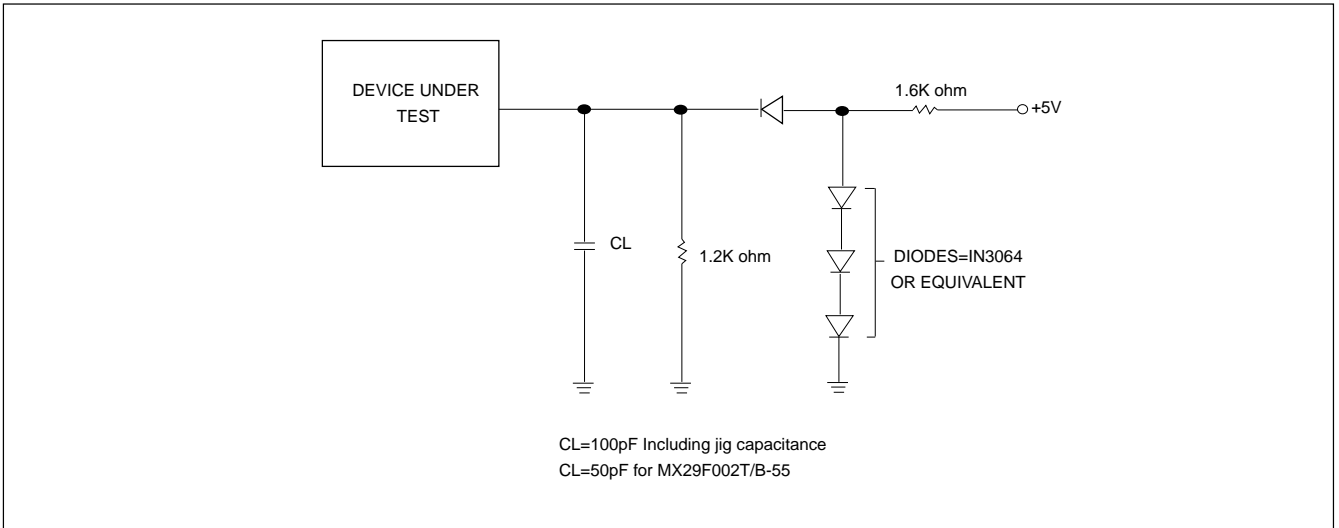 DEVICE UNDER
TEST
1.6K ohm
+5V
CL
1.2K ohm
DIODES=IN3064
OR EQUIVALENT
CL=100pF Including jig capacitance
CL=50pF for MX29F002T/B-55